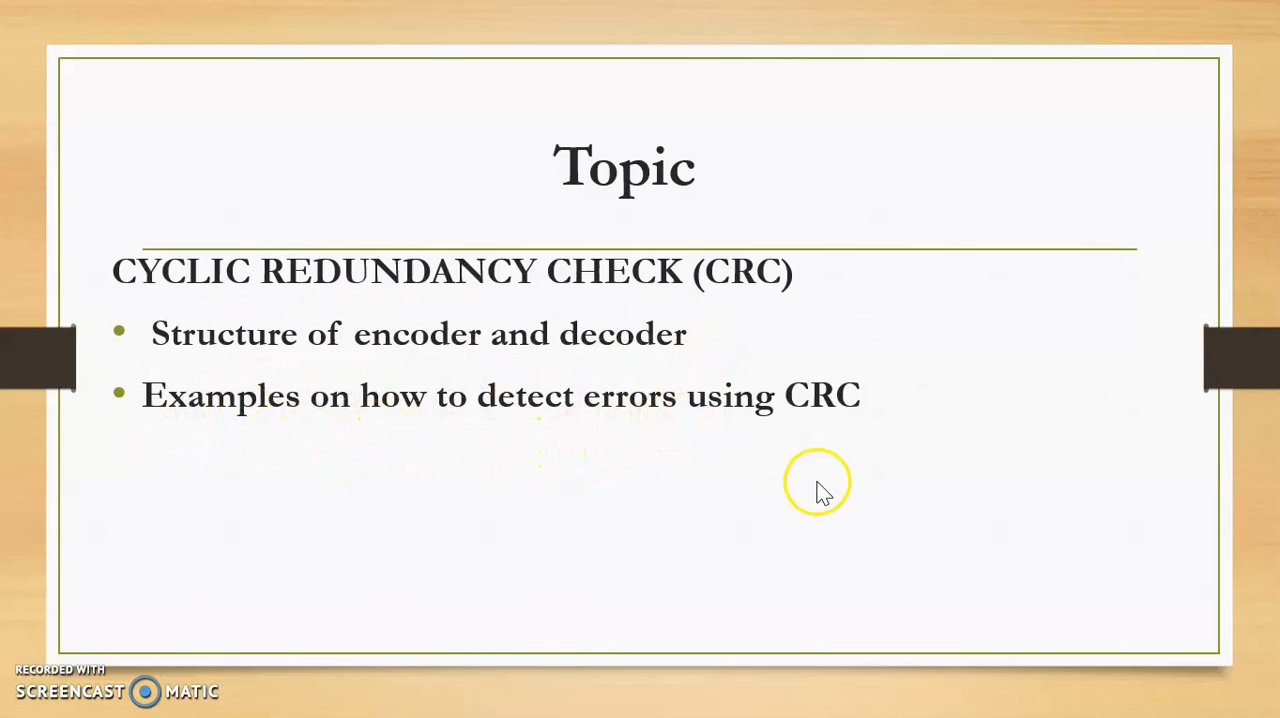 Topic
CYCLIC REDUNDANCY CHECK (CRC)
• Structure of encoder and decoder
• Examples on how to detect errors using CRC
RECORDED WITH
SCREENCAST MATIC